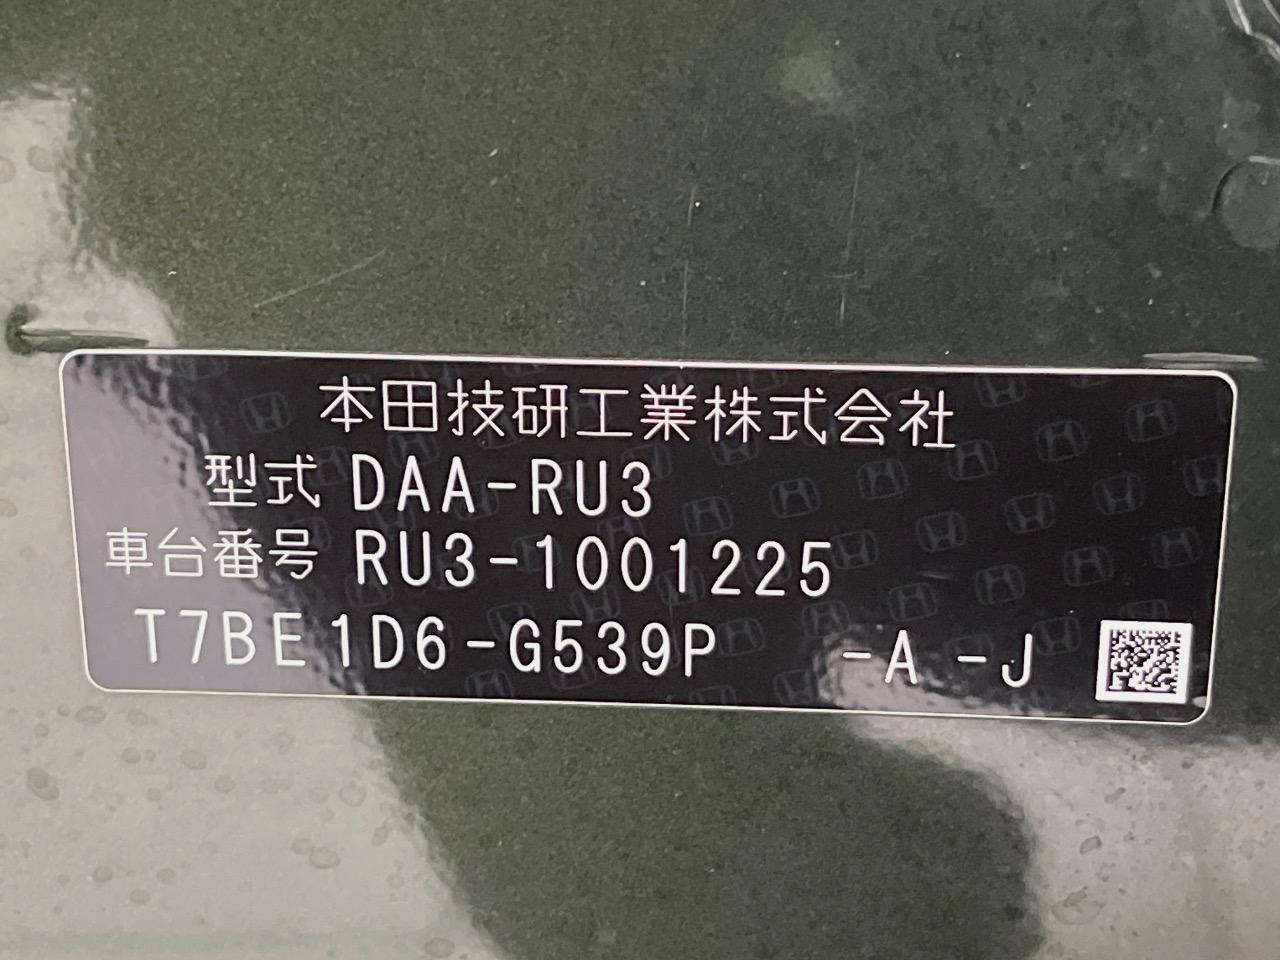 本田技研工業株式会社
型式 DAA-RU3
車台番号 RU3-1001225
T7BE1D6-G539P -A -J